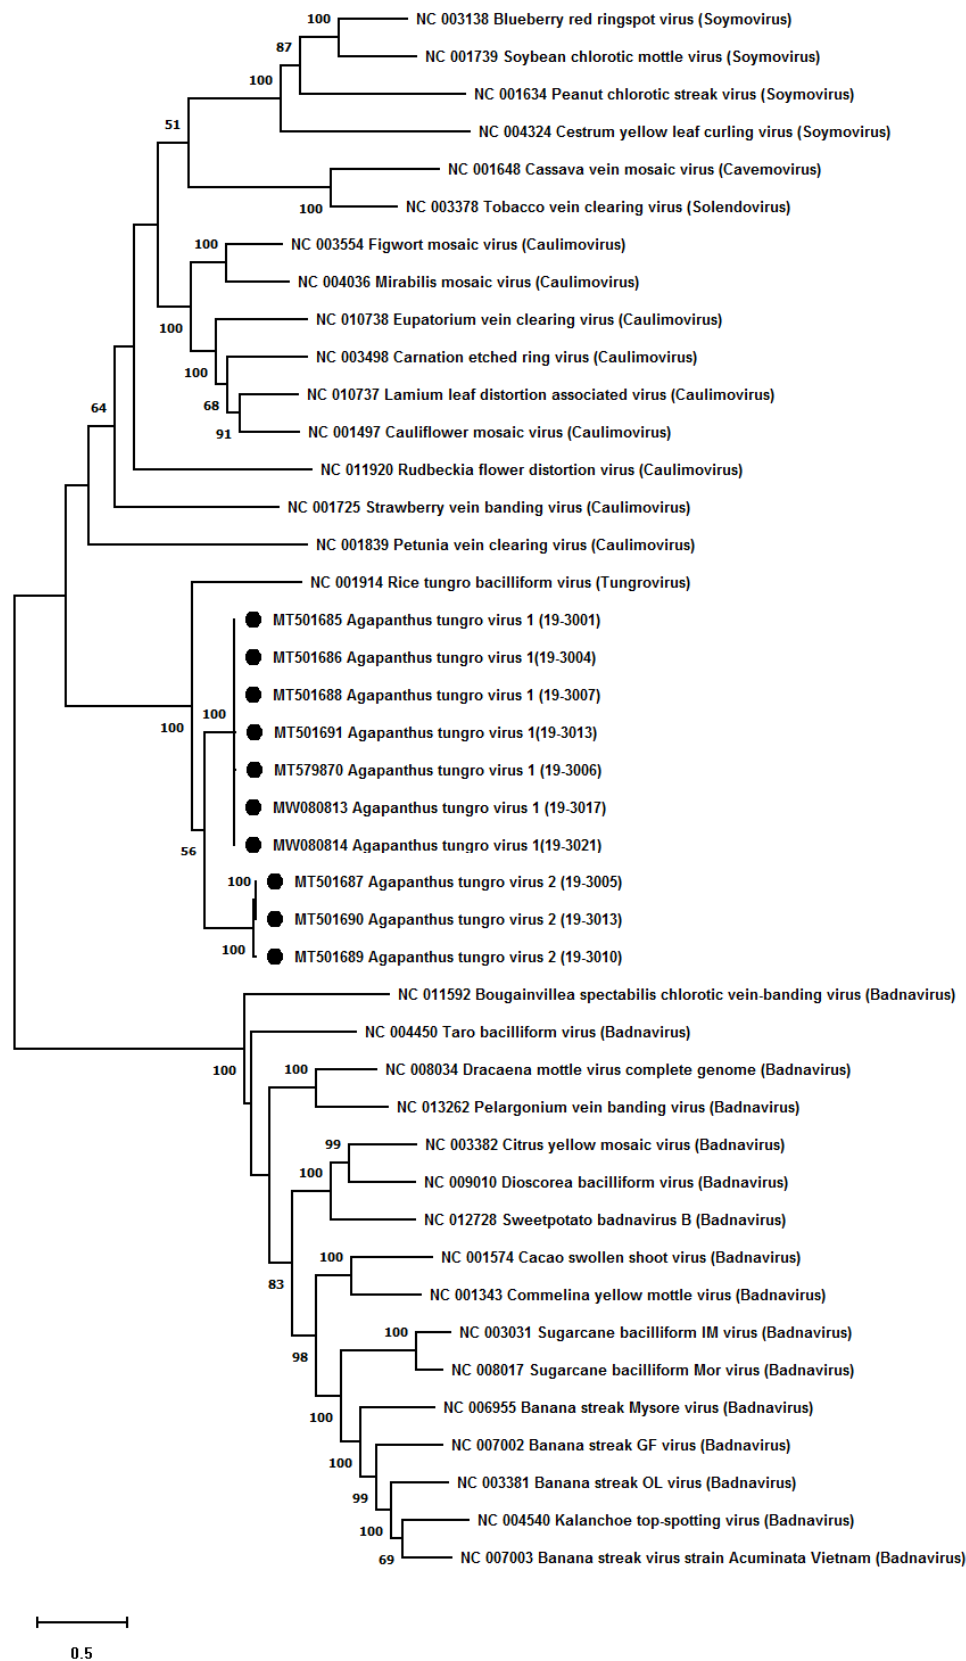 100
NC 003138 Blueberry red ringspot virus (Soymovirus)
87
NC 001739 Soybean chlorotic mottle virus (Soymovirus)
100
NC 001634 Peanut chlorotic streak virus (Soymovirus)
51
NC 004324 Cestrum yellow leaf curling virus (Soymovirus)
NC 001648 Cassava vein mosaic virus (Cavemovirus)
100
NC 003378 Tobacco vein clearing virus (Solendovirus)
100
NC 003554 Figwort mosaic virus (Caulimovirus)
NC 004036 Mirabilis mosaic virus (Caulimovirus)
100
NC 010738 Eupatorium vein clearing virus (Caulimovirus)
NC 003498 Carnation etched ring virus (Caulimovirus)
100
NC 010737 Lamium leaf distortion associated virus (Caulimovirus)
64
68
91
NC 001497 Cauliflower mosaic virus (Caulimovirus)
NC 011920 Rudbeckia flower distortion virus (Caulimovirus)
NC 001725 Strawberry vein banding virus (Caulimovirus)
NC 001839 Petunia vein clearing virus (Caulimovirus)
NC 001914 Rice tungro bacilliform virus (Tungrovirus)
MT501685 Agapanthus tungro virus 1 (19-3001)
MT501686 Agapanthus tungro virus 1(19-3004)
MT501688 Agapanthus tungro virus 1 (19-3007)
100
100
MT501691 Agapanthus tungro virus 1(19-3013)
MT579870 Agapanthus tungro virus 1 (19-3006)
MW080813 Agapanthus tungro virus 1 (19-3017)
MW080814 Agapanthus tungro virus 1(19-3021)
56
100
MT501687 Agapanthus tungro virus 2 (19-3005)
MT501690 Agapanthus tungro virus 2 (19-3013)
100
MT501689 Agapanthus tungro virus 2 (19-3010)
NC 011592 Bougainvillea spectabilis chlorotic vein-banding virus (Badnavirus)
NC 004450 Taro bacilliform virus (Badnavirus)
100
100
NC 008034 Dracaena mottle virus complete genome (Badnavirus)
NC 013262 Pelargonium vein banding virus (Badnavirus)
99
NC 003382 Citrus yellow mosaic virus (Badnavirus)
100
NC 009010 Dioscorea bacilliform virus (Badnavirus)
NC 012728 Sweetpotato badnavirus B (Badnavirus)
100
NC 001574 Cacao swollen shoot virus (Badnavirus)
83
NC 001343 Commelina yellow mottle virus (Badnavirus)
100
NC 003031 Sugarcane bacilliform IM virus (Badnavirus)
98
NC 008017 Sugarcane bacilliform Mor virus (Badnavirus)
NC 006955 Banana streak Mysore virus (Badnavirus)
100
NC 007002 Banana streak GF virus (Badnavirus)
100
NC 003381 Banana streak OL virus (Badnavirus)
99
NC 004540 Kalanchoe top-spotting virus (Badnavirus)
100
69
NC 007003 Banana streak virus strain Acuminata Vietnam (Badnavirus)
0.5